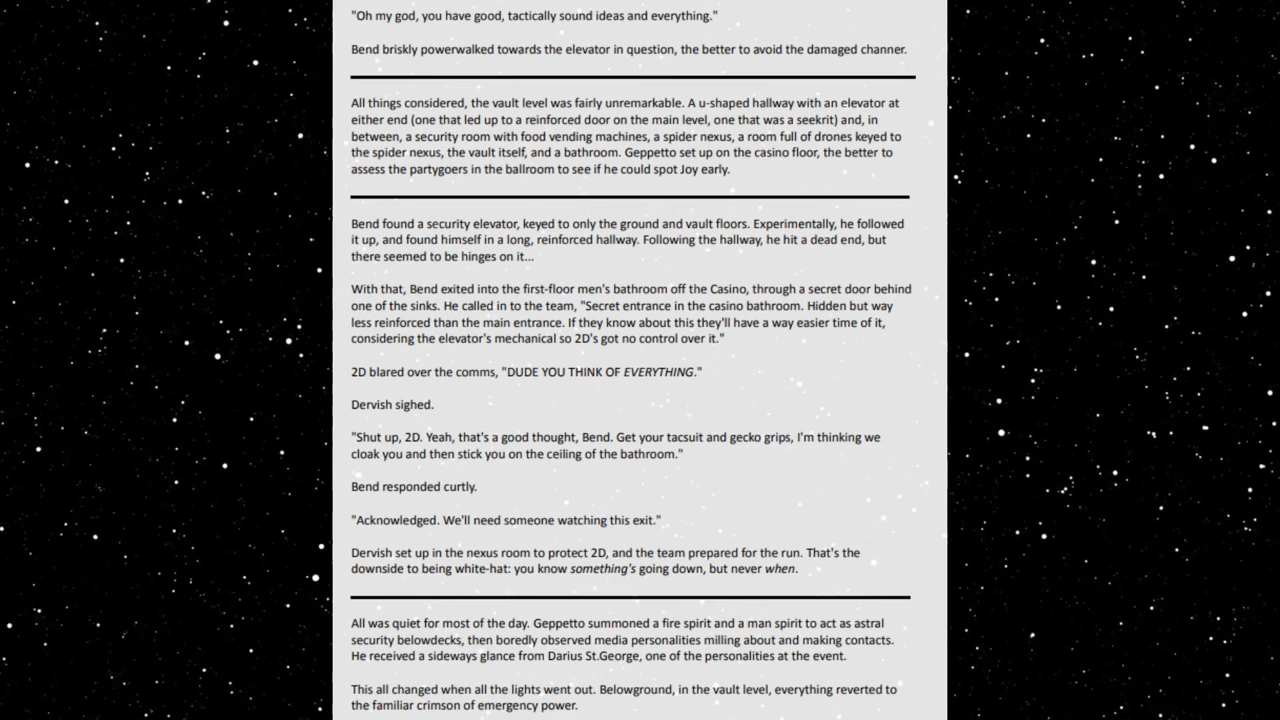 "Oh my god, you have good, tactically sound ideas and everything."
Bend briskly powerwalked towards the elevator in question, the better to avoid the damaged channer.
All things considered, the vault level was fairly unremarkable. A u-shaped hallway with an elevator at
either end (one that led up to a reinforced door on the main level, one that was a seekrit) and, in
between, a security room with food vending machines, a spider nexus, a room full of drones keyed to
the spider nexus, the vault itself, and a bathroom. Geppetto set up on the casino floor, the better to
assess the partygoers in the ballroom to see if he could spot Joy early.
Bend found a security elevator, keyed to only the ground and vault floors. Experimentally, he followed
it up, and found himself in a long, reinforced hallway. Following the hallway, he hit a dead end, but
there seemed to be hinges on it...
With that, Bend exited into the first-floor men's bathroom off the Casino, through a secret door behind
one of the sinks. He called in to the team, "Secret entrance in the casino bathroom. Hidden but way
less reinforced than the main entrance. If they know about this they'll have a way easier time of it,
considering the elevator's mechanical so 2D's got no control over it."
2D blared over the comms, "DUDE YOU THINK OF EVERYTHING."
Dervish sighed.
"Shut up, 2D. Yeah, that's a good thought, Bend. Get your tacsuit and gecko grips, I'm thinking we
cloak you and then stick you on the ceiling of the bathroom."
Bend responded curtly.
"Acknowledged. We'll need someone watching this exit."
Dervish set up in the nexus room to protect 2D, and the team prepared for the run. That's the
downside to being white-hat: you know something's going down, but never when.
All was quiet for most of the day. Geppetto summoned a fire spirit and a man spirit to act as astral
security belowdecks, then boredly observed media personalities milling about and making contacts.
He received a sideways glance from Darius St.George, one of the personalities at the event.
This all changed when all the lights went out. Belowground, in the vault level, everything reverted to
the familiar crimson of emergency power.